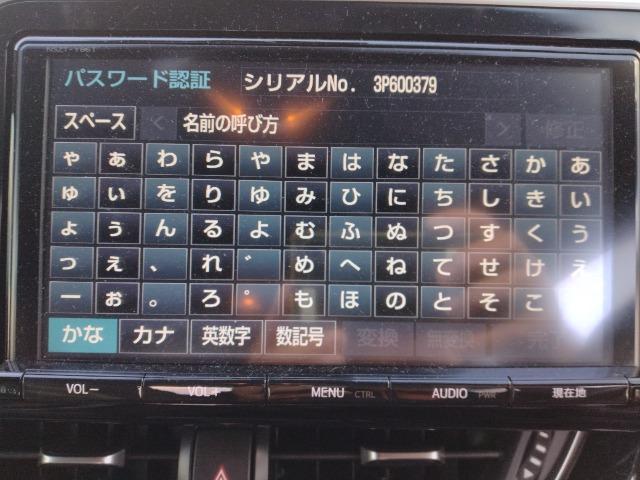 NSZT-Y66T
パスワード認証 シリアルNo. 3P600379
スペース < 名前の呼び方 > 修正
ゃ ぁ わ ら や ま は な た さ か あ
ゅ ぃ を り ゆ み ひ に ち し き い
ょ ぅ ん る よ む ふ ぬ つ す く う
っ ぇ 、 れ ゛ め へ ね て せ け え
ー ぉ 。 ろ ゜ も ほ の と そ こ
かな カナ 英数字 数記号 変換 無変換 完了
VOL− VOL+ MENU CTRL AUDIO PWR 現在地